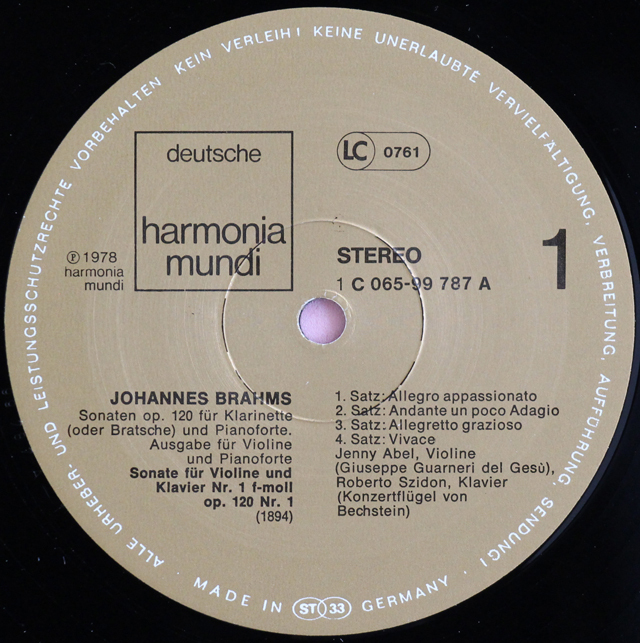 ALLE URHEBER- UND LEISTUNGSSCHUTZRECHTE VORBEHALTEN KEIN VERLEIH! KEINE UNERLAUBTE VERVIELFÄLTIGUNG, VERBREITUNG, AUFFÜHRUNG, SENDUNG!
deutsche
harmonia
mundi
LC 0761
℗ 1978
harmonia
mundi
STEREO
1 C 065-99 787 A
1
JOHANNES BRAHMS
Sonaten op. 120 für Klarinette
(oder Bratsche) und Pianoforte.
Ausgabe für Violine
und Pianoforte
Sonate für Violine und
Klavier Nr. 1 f-moll
op. 120 Nr. 1
(1894)
1. Satz: Allegro appassionato
2. Satz: Andante un poco Adagio
3. Satz: Allegretto grazioso
4. Satz: Vivace
Jenny Abel, Violine
(Giuseppe Guarneri del Gesù),
Roberto Szidon, Klavier
(Konzertflügel von
Bechstein)
· MADE IN ST 33 GERMANY ·